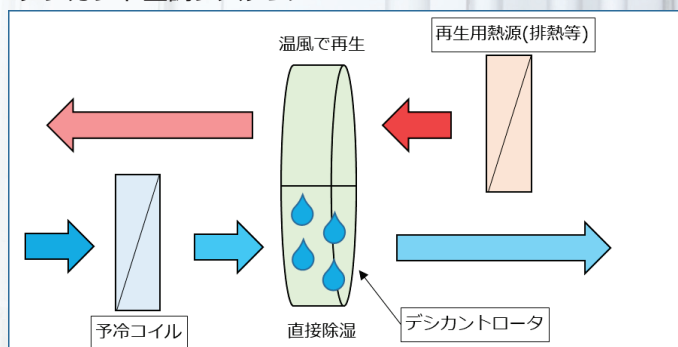 再生用熱源(排熱等)
温風で再生
予冷コイル
直接除湿
デシカントロータ